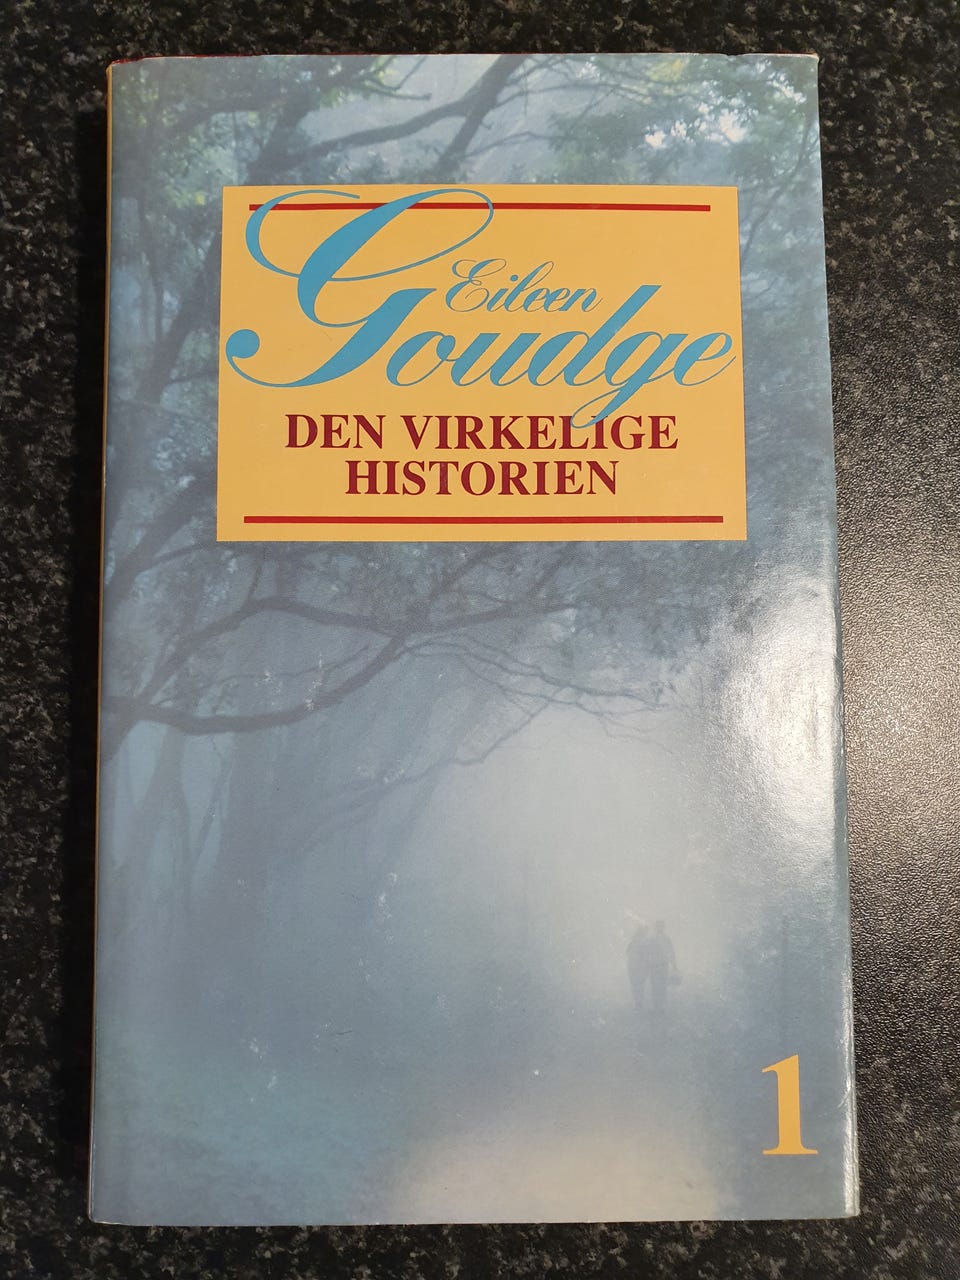 Eileen
Goudge
DEN VIRKELIGE
HISTORIEN
1